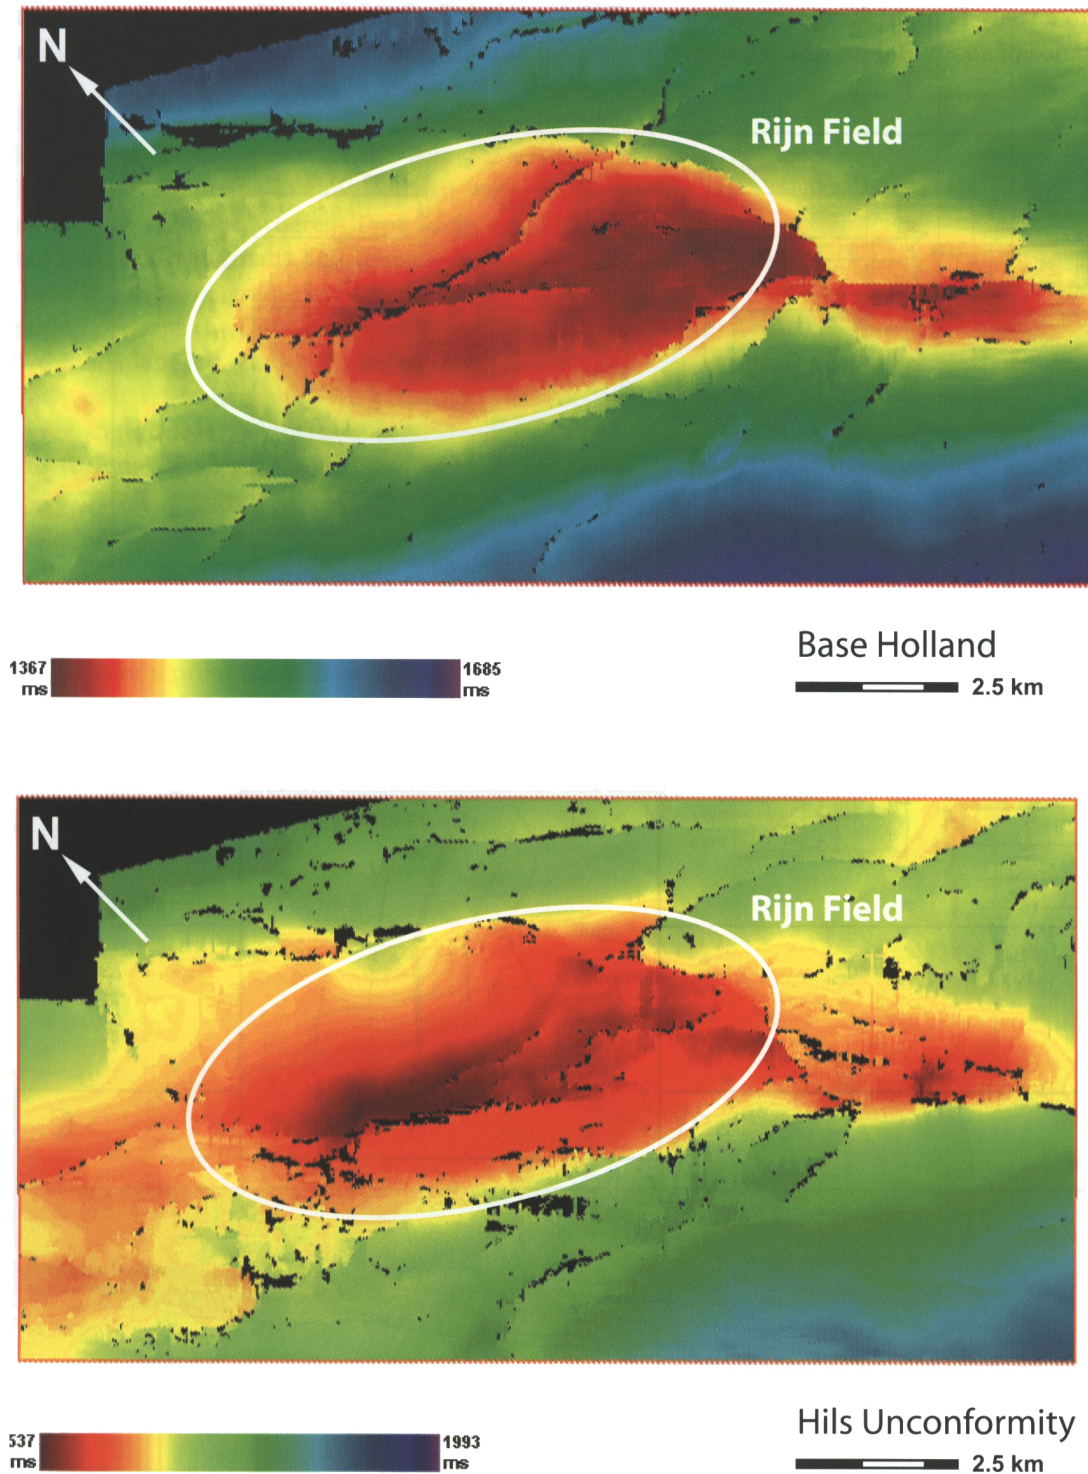 N
Rijn Field
1367
ms
1685
ms
Base Holland
2.5 km
N
Rijn Field
537
ms
1993
ms
Hils Unconformity
2.5 km